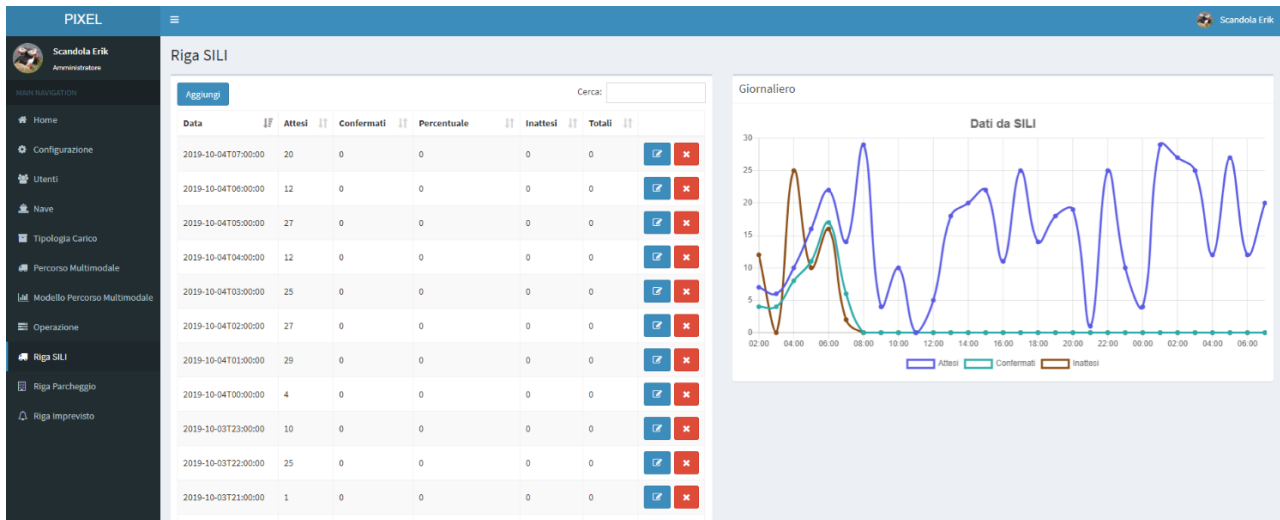 PIXEL
Scandola Erik
Scandola Erik
Amministratore
MAIN NAVIGATION
Home
Configurazione
Utenti
Nave
Tipologia Carico
Percorso Multimodale
Modello Percorso Multimodale
Operazione
Riga SILI
Riga Parcheggio
Riga Imprevisto
Riga SILI
Aggiungi
Cerca:
Data Attesi Confermati Percentuale Inattesi Totali
2019-10-04T07:00:00 20 0 0 0 0
2019-10-04T06:00:00 12 0 0 0 0
2019-10-04T05:00:00 27 0 0 0 0
2019-10-04T04:00:00 12 0 0 0 0
2019-10-04T03:00:00 25 0 0 0 0
2019-10-04T02:00:00 27 0 0 0 0
2019-10-04T01:00:00 29 0 0 0 0
2019-10-04T00:00:00 4 0 0 0 0
2019-10-03T23:00:00 10 0 0 0 0
2019-10-03T22:00:00 25 0 0 0 0
2019-10-03T21:00:00 1 0 0 0 0
Giornaliero
Dati da SILI
30
25
20
15
10
5
0
02:00 04:00 06:00 08:00 10:00 12:00 14:00 16:00 18:00 20:00 22:00 00:00 02:00 04:00 06:00
Attesi Confermati Inattesi